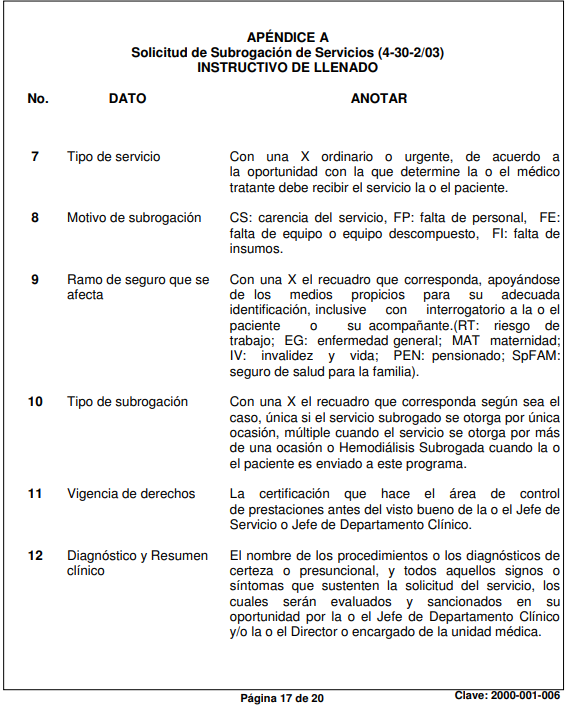 APÉNDICE A
Solicitud de Subrogación de Servicios (4-30-2/03)
INSTRUCTIVO DE LLENADO
No. DATO ANOTAR
7 Tipo de servicio Con una X ordinario o urgente, de acuerdo a
la oportunidad con la que determine la o el médico
tratante debe recibir el servicio la o el paciente.
8 Motivo de subrogación CS: carencia del servicio, FP: falta de personal, FE:
falta de equipo o equipo descompuesto, FI: falta de
insumos.
9 Ramo de seguro que se Con una X el recuadro que corresponda, apoyándose
afecta de los medios propicios para su adecuada
identificación, inclusive con interrogatorio a la o el
paciente o su acompañante.(RT: riesgo de
trabajo; EG: enfermedad general; MAT maternidad;
IV: invalidez y vida; PEN: pensionado; SpFAM:
seguro de salud para la familia).
10 Tipo de subrogación Con una X el recuadro que corresponda según sea el
caso, única si el servicio subrogado se otorga por única
ocasión, múltiple cuando el servicio se otorga por más
de una ocasión o Hemodiálisis Subrogada cuando la o
el paciente es enviado a este programa.
11 Vigencia de derechos La certificación que hace el área de control
de prestaciones antes del visto bueno de la o el Jefe de
Servicio o Jefe de Departamento Clínico.
12 Diagnóstico y Resumen El nombre de los procedimientos o los diagnósticos de
clínico certeza o presuncional, y todos aquellos signos o
síntomas que sustenten la solicitud del servicio, los
cuales serán evaluados y sancionados en su
oportunidad por la o el Jefe de Departamento Clínico
y/o la o el Director o encargado de la unidad médica.
Página 17 de 20 Clave: 2000-001-006